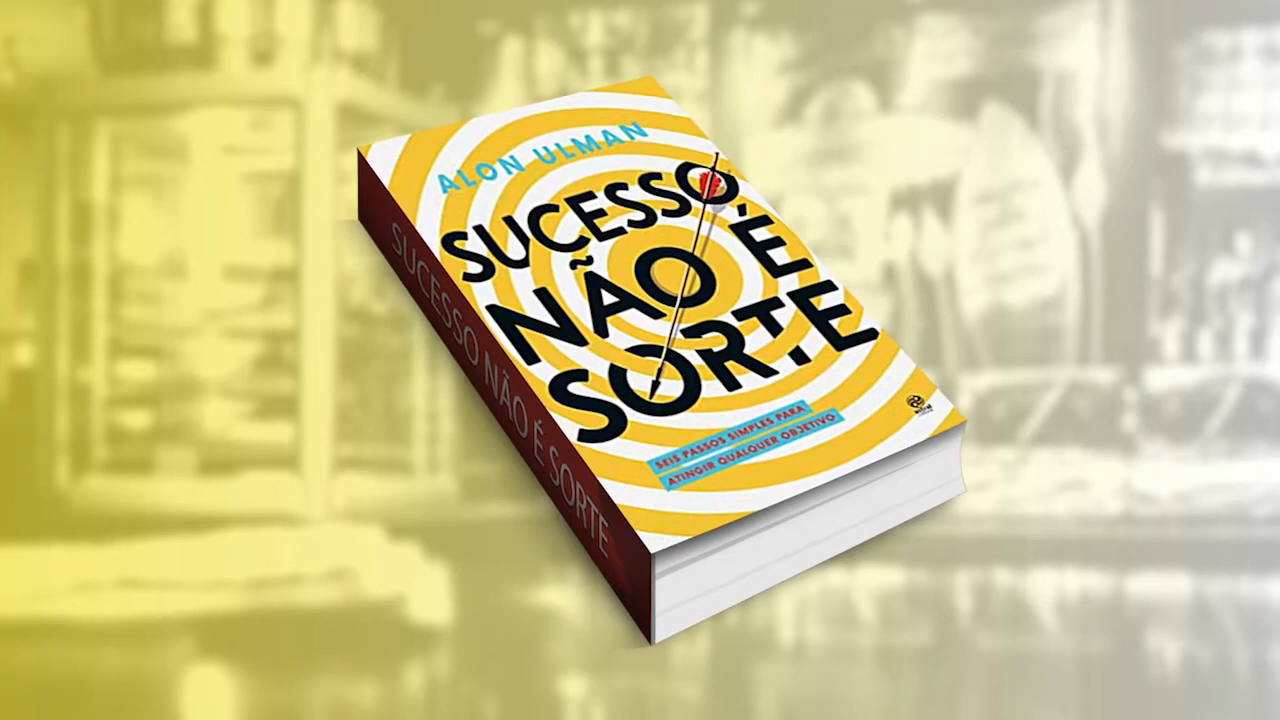 ALON ULMAN
SUCESSO
NÃO É
SORTE
SEIS PASSOS SIMPLES PARA
ATINGIR QUALQUER OBJETIVO
SUCESSO NÃO É SORTE